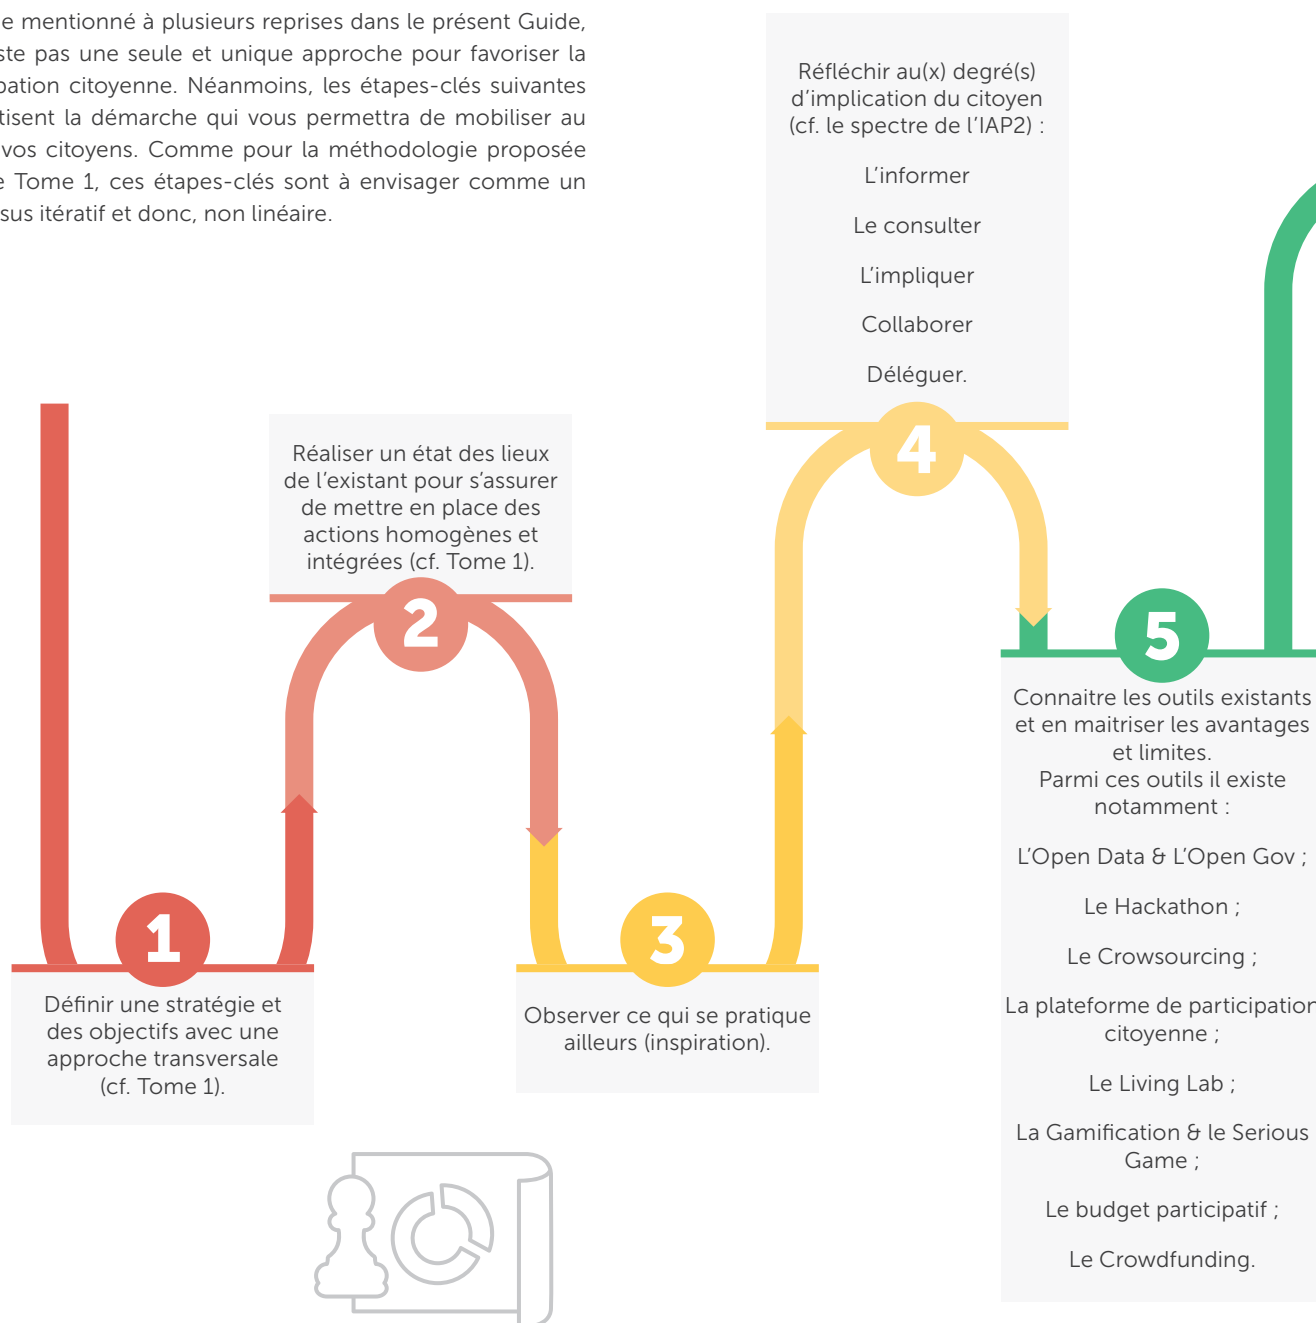 e mentionné à plusieurs reprises dans le présent Guide,
ste pas une seule et unique approche pour favoriser la
pation citoyenne. Néanmoins, les étapes-clés suivantes
tisent la démarche qui vous permettra de mobiliser au
vos citoyens. Comme pour la méthodologie proposée
e Tome 1, ces étapes-clés sont à envisager comme un
sus itératif et donc, non linéaire.
1
Définir une stratégie et
des objectifs avec une
approche transversale
(cf. Tome 1).
Réaliser un état des lieux
de l'existant pour s'assurer
de mettre en place des
actions homogènes et
intégrées (cf. Tome 1).
2
3
Observer ce qui se pratique
ailleurs (inspiration).
Réfléchir au(x) degré(s)
d'implication du citoyen
(cf. le spectre de l'IAP2) :
L'informer
Le consulter
L'impliquer
Collaborer
Déléguer.
4
5
Connaitre les outils existants
et en maitriser les avantages
et limites.
Parmi ces outils il existe
notamment :
L'Open Data & L'Open Gov ;
Le Hackathon ;
Le Crowsourcing ;
La plateforme de participation
citoyenne ;
Le Living Lab ;
La Gamification & le Serious
Game ;
Le budget participatif ;
Le Crowdfunding.